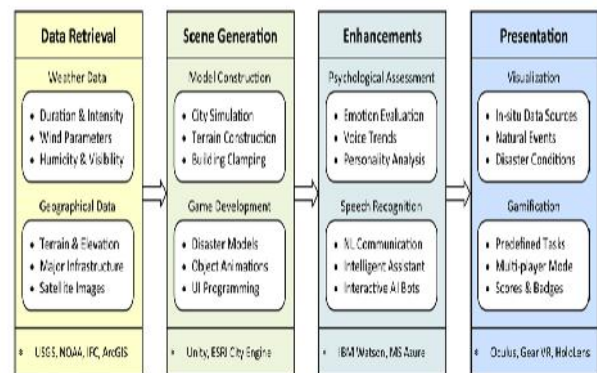 Data Retrieval
Weather Data
• Duration & Intensity
• Wind Parameters
• Humidity & Visibility
Geographical Data
• Terrain & Elevation
• Major Infrastructure
• Satellite Images
* USGS, NOAA, IFC, ArcGIS
Scene Generation
Model Construction
• City Simulation
• Terrain Construction
• Building Clamping
Game Development
• Disaster Models
• Object Animations
• UI Programming
* Unity, ESRI City Engine
Enhancements
Psychological Assessment
• Emotion Evaluation
• Voice Trends
• Personality Analysis
Speech Recognition
• NL Communication
• Intelligent Assistant
• Interactive AI Bots
* IBM Watson, MS Azure
Presentation
Visualization
• In-situ Data Sources
• Natural Events
• Disaster Conditions
Gamification
• Predefined Tasks
• Multi-player Mode
• Scores & Badges
* Oculus, Gear VR, HoloLens